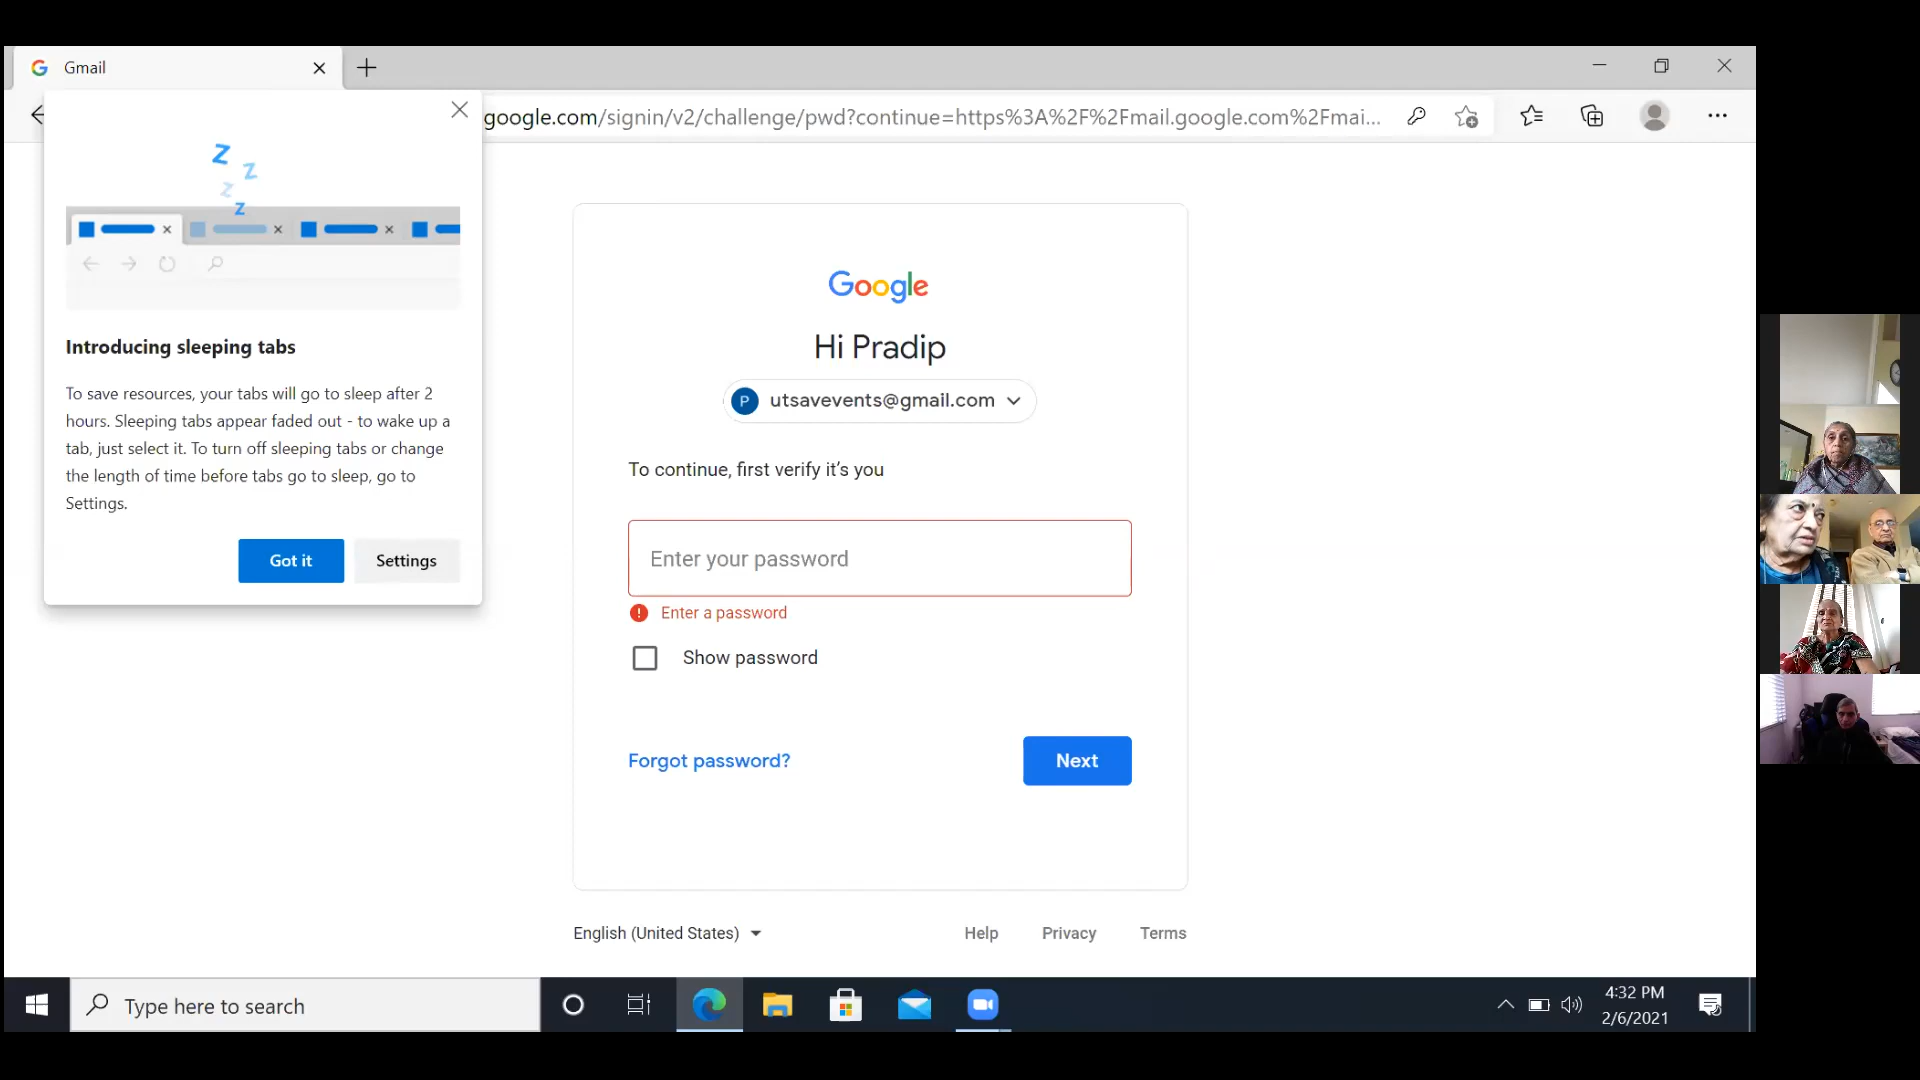 Gmail
google.com/signin/v2/challenge/pwd?continue=https%3A%2F%2Fmail.google.com%2Fmai...
z
z
z
z
Introducing sleeping tabs
To save resources, your tabs will go to sleep after 2
hours. Sleeping tabs appear faded out - to wake up a
tab, just select it. To turn off sleeping tabs or change
the length of time before tabs go to sleep, go to
Settings.
Got it
Settings
Google
Hi Pradip
P utsavevents@gmail.com
To continue, first verify it's you
Enter your password
Enter a password
Show password
Forgot password?
Next
English (United States)
Help
Privacy
Terms
Type here to search
4:32 PM
2/6/2021